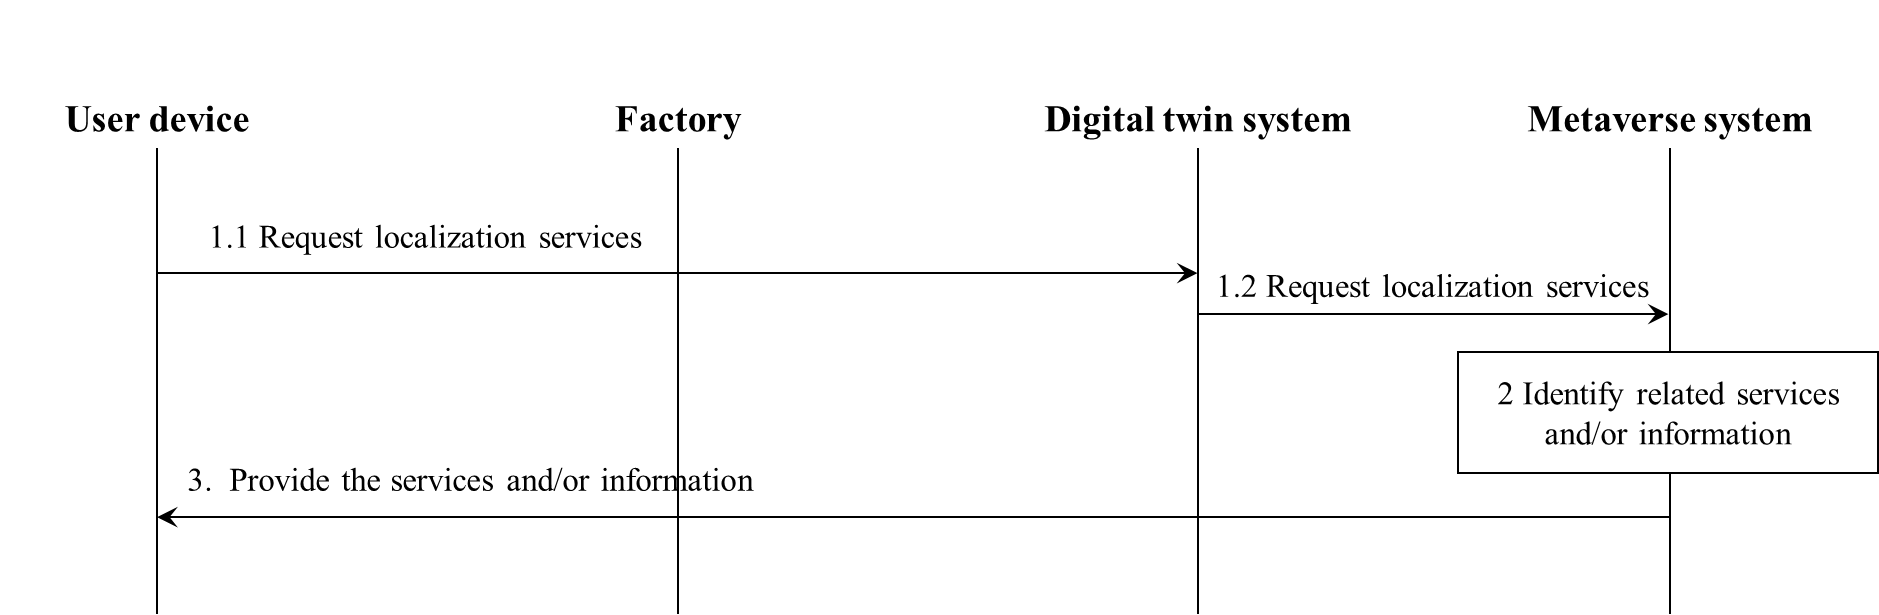 User device
Factory
Digital twin system
Metaverse system
1.1 Request localization services
1.2 Request localization services
2 Identify related services
and/or information
3. Provide the services and/or information